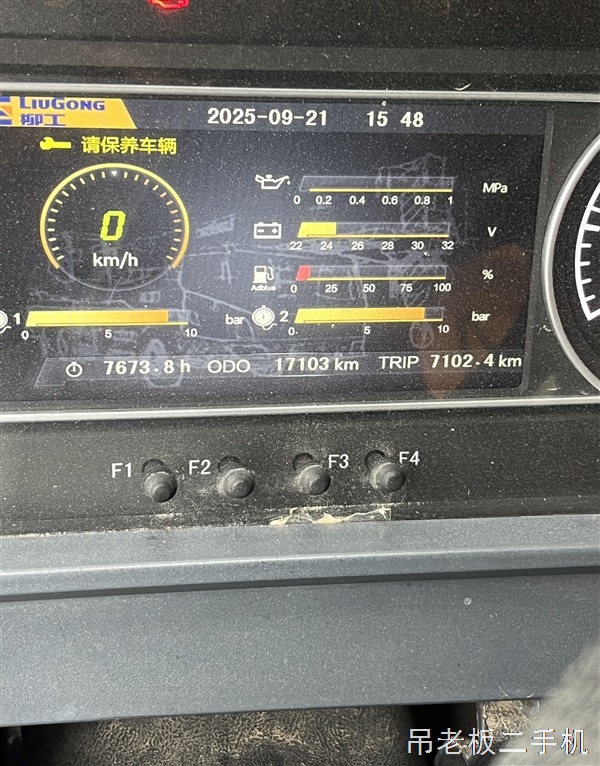 LIUGONG
柳工
2025-09-21 15 48
请保养车辆
0
km/h
0 0.2 0.4 0.6 0.8 1 MPa
22 24 26 28 30 32 V
Adblue 0 25 50 75 100 %
1 0 5 10 bar
2 0 5 10 bar
7673.8 h ODO 17103 km TRIP 7102.4 km
F1 F2 F3 F4
吊老板二手机